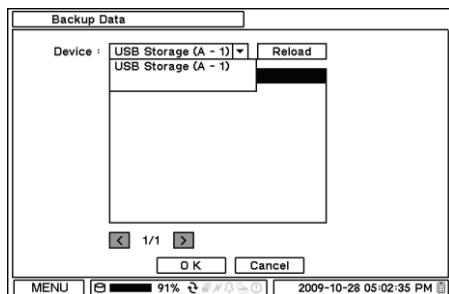 Backup Data
Device : USB Storage (A - 1) Reload
USB Storage (A - 1)
< 1/1 >
O K Cancel
MENU 91% 2009-10-28 05:02:35 PM